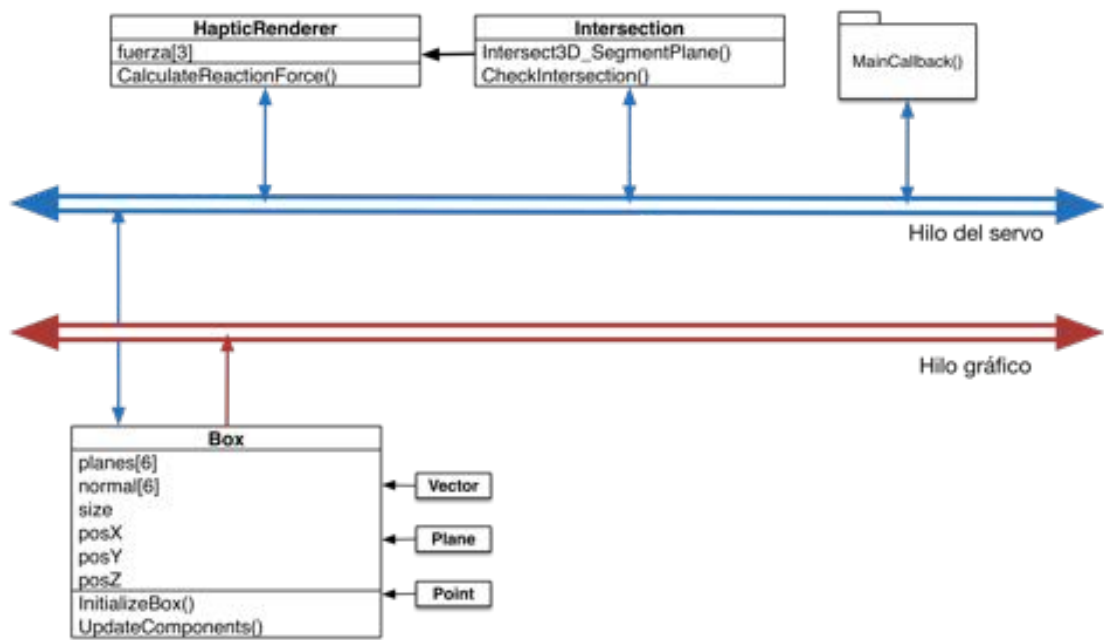 HapticRenderer
fuerza[3]
CalculateReactionForce()
Intersection
Intersect3D_SegmentPlane()
CheckIntersection()
MainCallback()
Hilo del servo
Hilo gráfico
Box
planes[6]
normal[6]
size
posX
posY
posZ
InitializeBox()
UpdateComponents()
Vector
Plane
Point